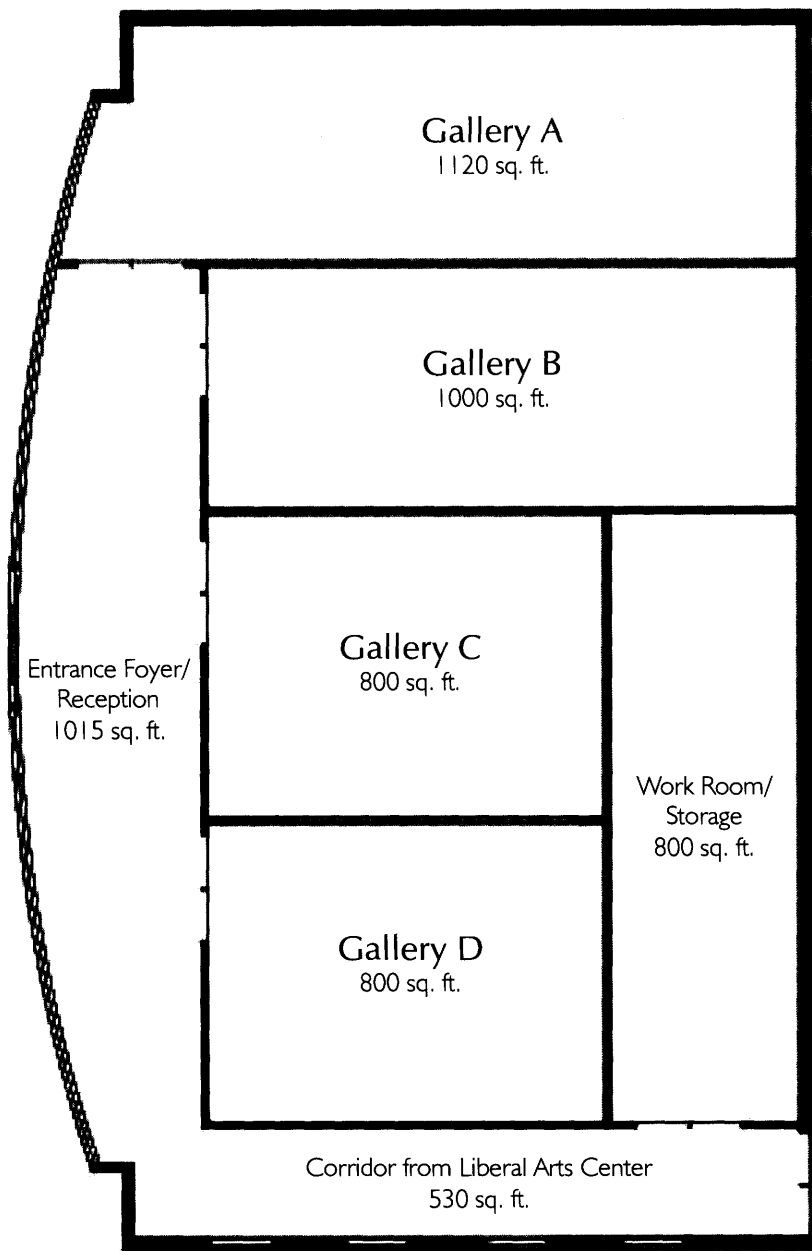 Gallery A
1120 sq. ft.
Gallery B
1000 sq. ft.
Gallery C
800 sq. ft.
Entrance Foyer/
Reception
1015 sq. ft.
Work Room/
Storage
800 sq. ft.
Gallery D
800 sq. ft.
Corridor from Liberal Arts Center
530 sq. ft.